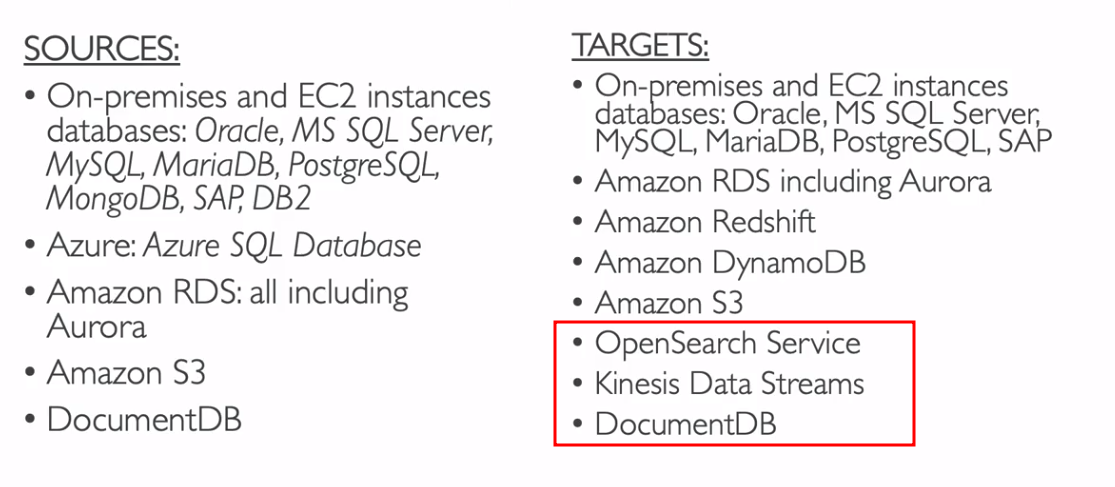 SOURCES:
• On-premises and EC2 instances
databases: Oracle, MS SQL Server,
MySQL, MariaDB, PostgreSQL,
MongoDB, SAP, DB2
• Azure: Azure SQL Database
• Amazon RDS: all including
Aurora
• Amazon S3
• DocumentDB
TARGETS:
• On-premises and EC2 instances
databases: Oracle, MS SQL Server,
MySQL, MariaDB, PostgreSQL, SAP
• Amazon RDS including Aurora
• Amazon Redshift
• Amazon DynamoDB
• Amazon S3
• OpenSearch Service
• Kinesis Data Streams
• DocumentDB